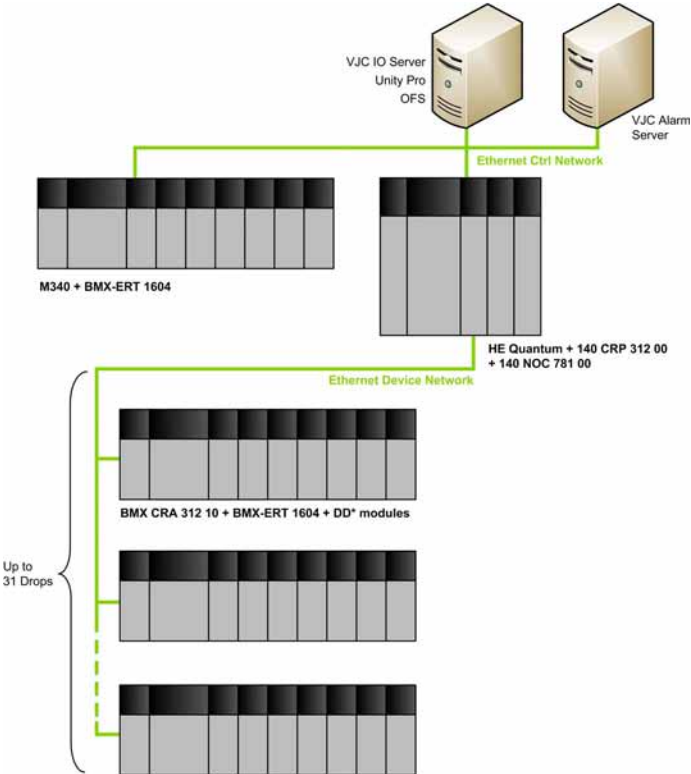 VJC IO Server
Unity Pro
OFS
VJC Alarm
Server
Ethernet Ctrl Network
M340 + BMX-ERT 1604
HE Quantum + 140 CRP 312 00
+ 140 NOC 781 00
Ethernet Device Network
BMX CRA 312 10 + BMX-ERT 1604 + DD* modules
Up to
31 Drops